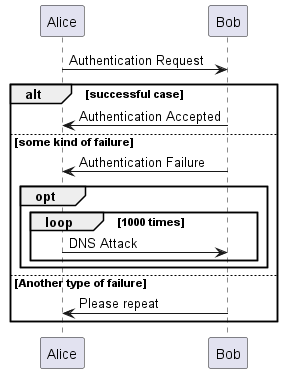 Alice Bob
Authentication Request
alt [successful case]
Authentication Accepted
[some kind of failure]
Authentication Failure
opt
loop [1000 times]
DNS Attack
[Another type of failure]
Please repeat
Alice Bob